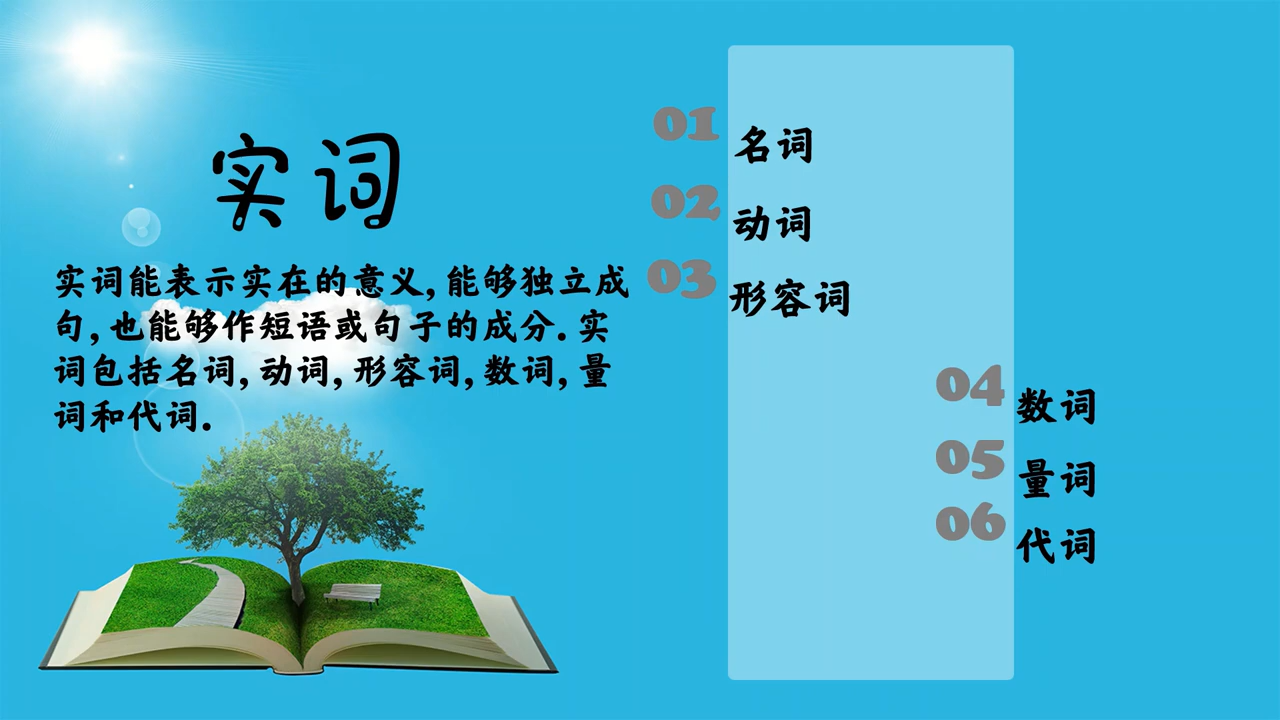 实词
实词能表示实在的意义, 能够独立成
句, 也能够作短语或句子的成分. 实
词包括名词, 动词, 形容词, 数词, 量
词和代词.
01 名词
02 动词
03 形容词
04 数词
05 量词
06 代词